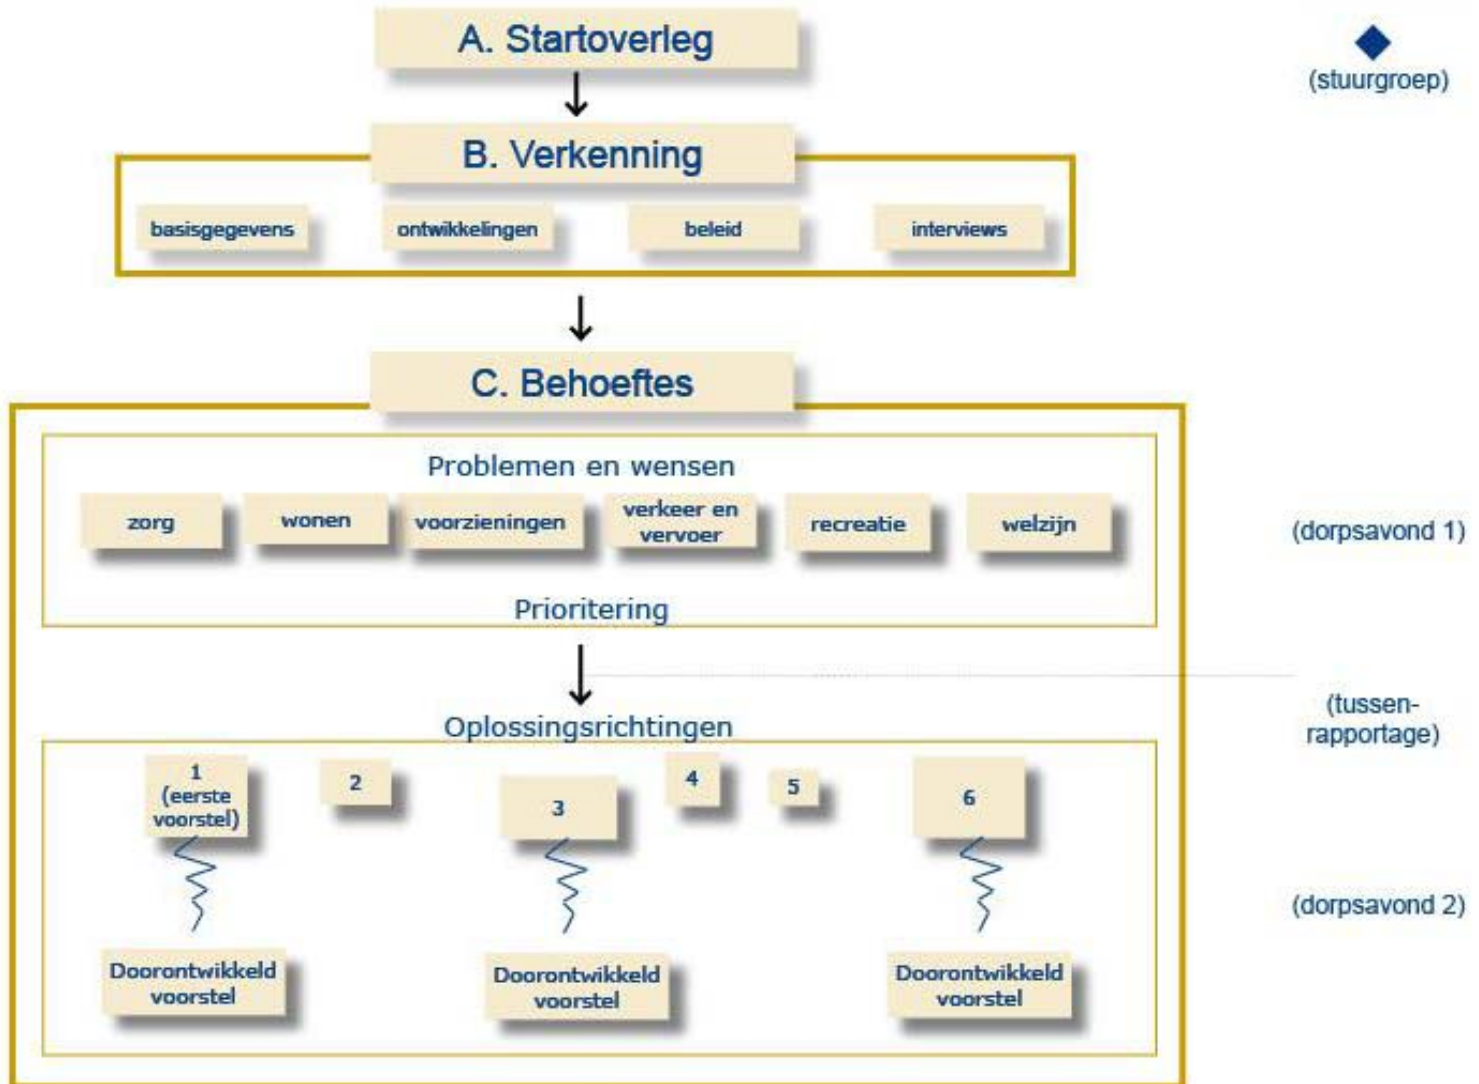 A. Startoverleg
(stuurgroep)
B. Verkenning
basisgegevens
ontwikkelingen
beleid
interviews
C. Behoeftes
Problemen en wensen
zorg
wonen
voorzieningen
verkeer en
vervoer
recreatie
welzijn
(dorpsavond 1)
Prioritering
(tussen-
rapportage)
Oplossingsrichtingen
1
(eerste
voorstel)
2
3
4
5
6
(dorpsavond 2)
Doorontwikkeld
voorstel
Doorontwikkeld
voorstel
Doorontwikkeld
voorstel